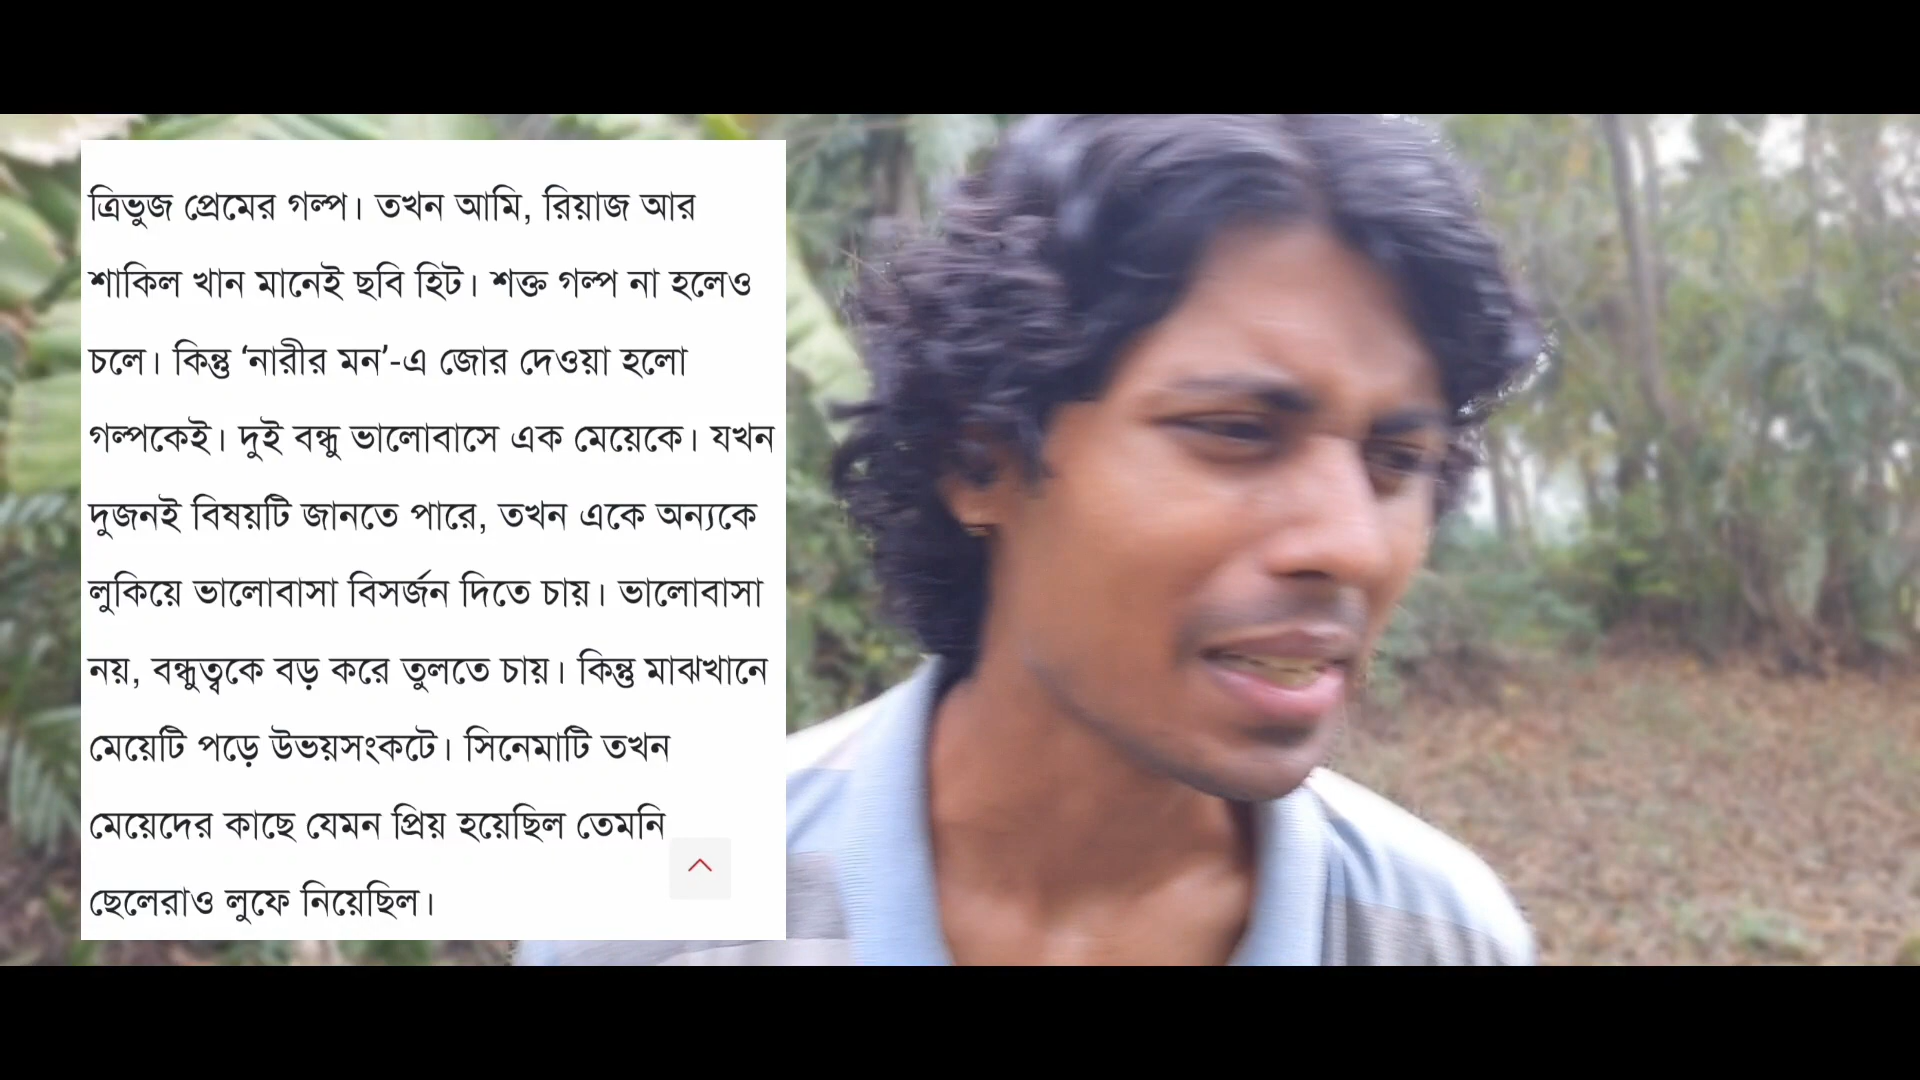 ত্রিভুজ প্রেমের গল্প। তখন আমি, রিয়াজ আর
শাকিল খান মানেই ছবি হিট। শক্ত গল্প না হলেও
চলে। কিন্তু ‘নারীর মন’-এ জোর দেওয়া হলো
গল্পকেই। দুই বন্ধু ভালোবাসে এক মেয়েকে। যখন
দুজনই বিষয়টি জানতে পারে, তখন একে অন্যকে
লুকিয়ে ভালোবাসা বিসর্জন দিতে চায়। ভালোবাসা
নয়, বন্ধুত্বকে বড় করে তুলতে চায়। কিন্তু মাঝখানে
মেয়েটি পড়ে উভয়সংকটে। সিনেমাটি তখন
মেয়েদের কাছে যেমন প্রিয় হয়েছিল তেমনি
ছেলেরাও লুফে নিয়েছিল।